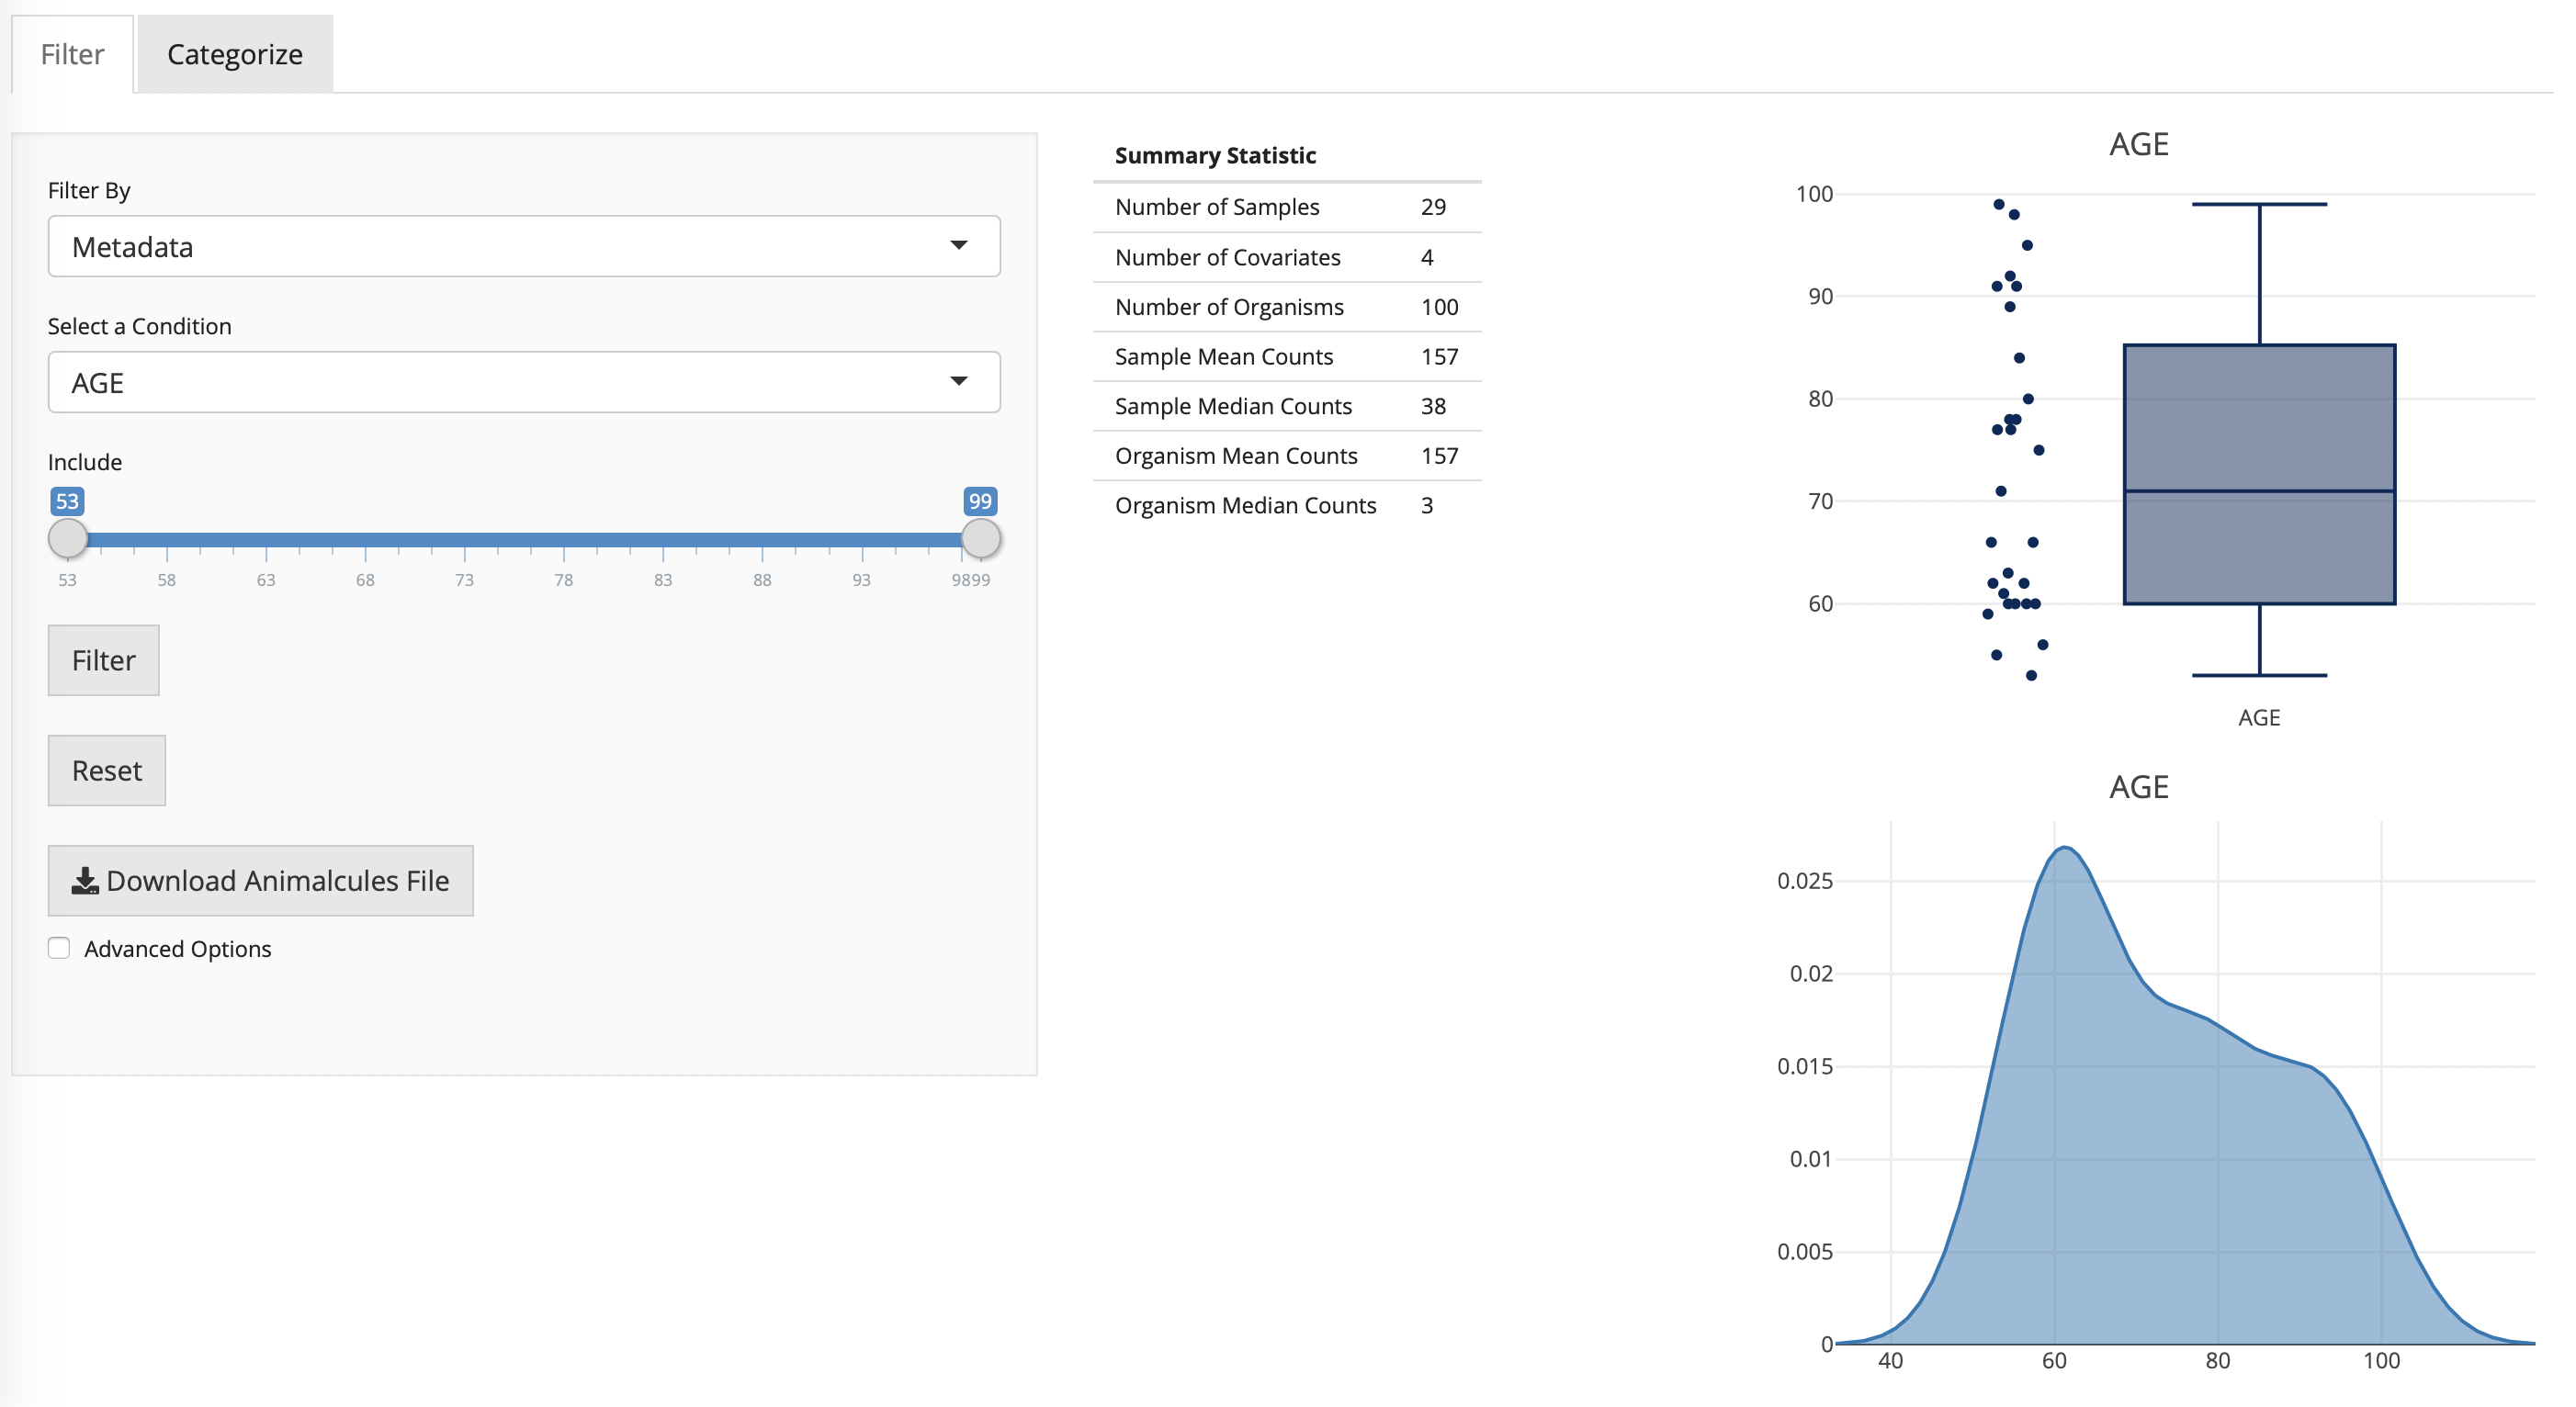 Filter
Categorize
Filter By
Metadata
Select a Condition
AGE
Include
53
99
53 58 63 68 73 78 83 88 93 9899
Filter
Reset
Download Animalcules File
Advanced Options
Summary Statistic
Number of Samples 29
Number of Covariates 4
Number of Organisms 100
Sample Mean Counts 157
Sample Median Counts 38
Organism Mean Counts 157
Organism Median Counts 3
AGE
100
90
80
70
60
AGE
AGE
0.025
0.02
0.015
0.01
0.005
0
40 60 80 100